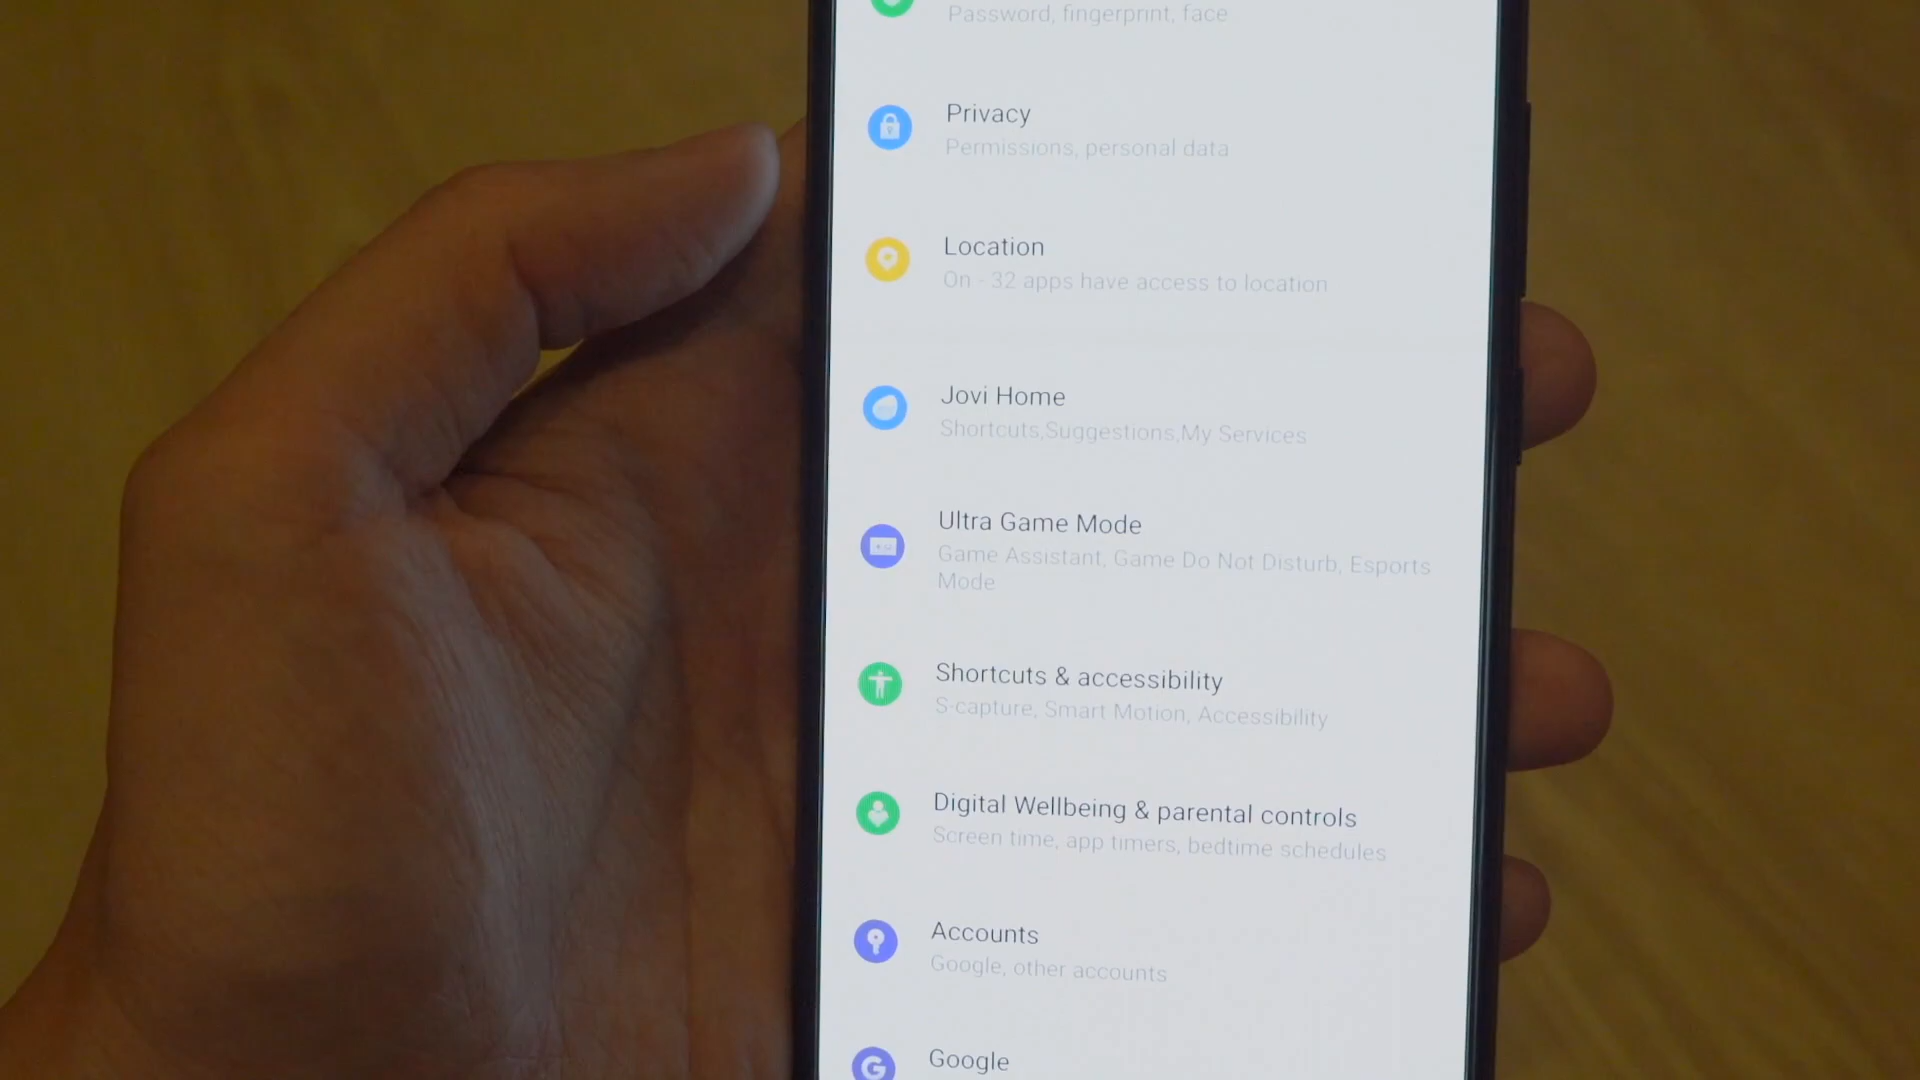 Password, fingerprint, face
Privacy
Permissions, personal data
Location
On - 32 apps have access to location
Jovi Home
Shortcuts,Suggestions,My Services
Ultra Game Mode
Game Assistant, Game Do Not Disturb, Esports
Mode
Shortcuts & accessibility
S-capture, Smart Motion, Accessibility
Digital Wellbeing & parental controls
Screen time, app timers, bedtime schedules
Accounts
Google, other accounts
Google